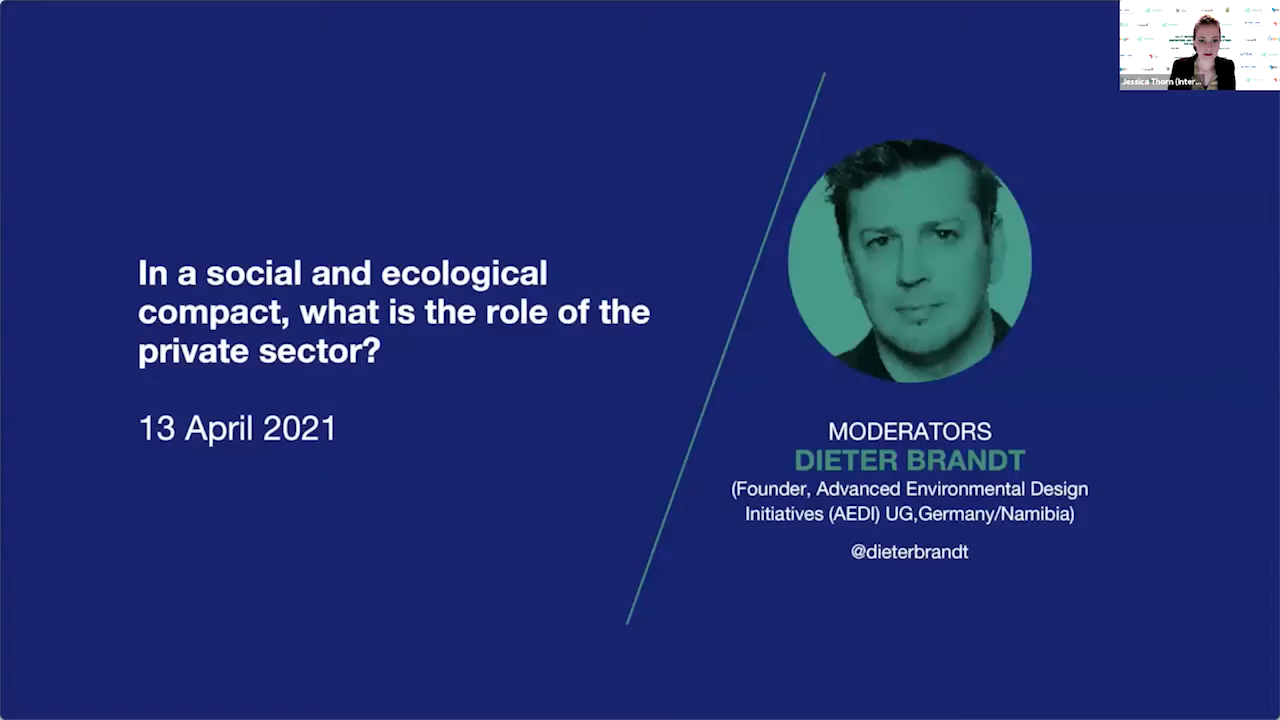 In a social and ecological
compact, what is the role of the
private sector?
13 April 2021
MODERATORS
DIETER BRANDT
(Founder, Advanced Environmental Design
Initiatives (AEDI) UG,Germany/Namibia)
@dieterbrandt
Jessica Thorn (Inter...